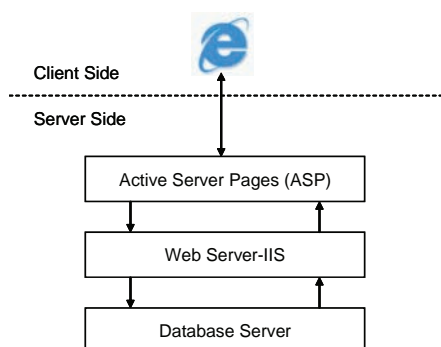 Client Side
Server Side
Active Server Pages (ASP)
Web Server-IIS
Database Server